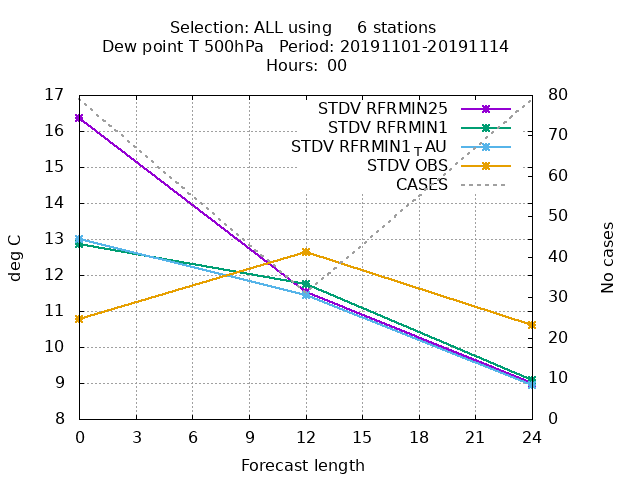 Selection: ALL using     6 stations
Dew point T 500hPa   Period: 20191101-20191114
Hours:  00
17
16
15
14
13
12
11
10
9
8
deg C
STDV RFRMIN25
STDV RFRMIN1
STDV RFRMIN1_TAU
STDV OBS
CASES
80
70
60
50
40
30
20
10
0
No cases
0 3 6 9 12 15 18 21 24
Forecast length